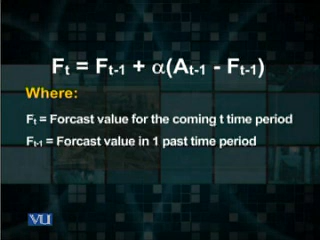 Ft = Ft-1 + α(At-1 - Ft-1)
Where:
Ft = Forcast value for the coming t time period
Ft-1 = Forcast value in 1 past time period
VU